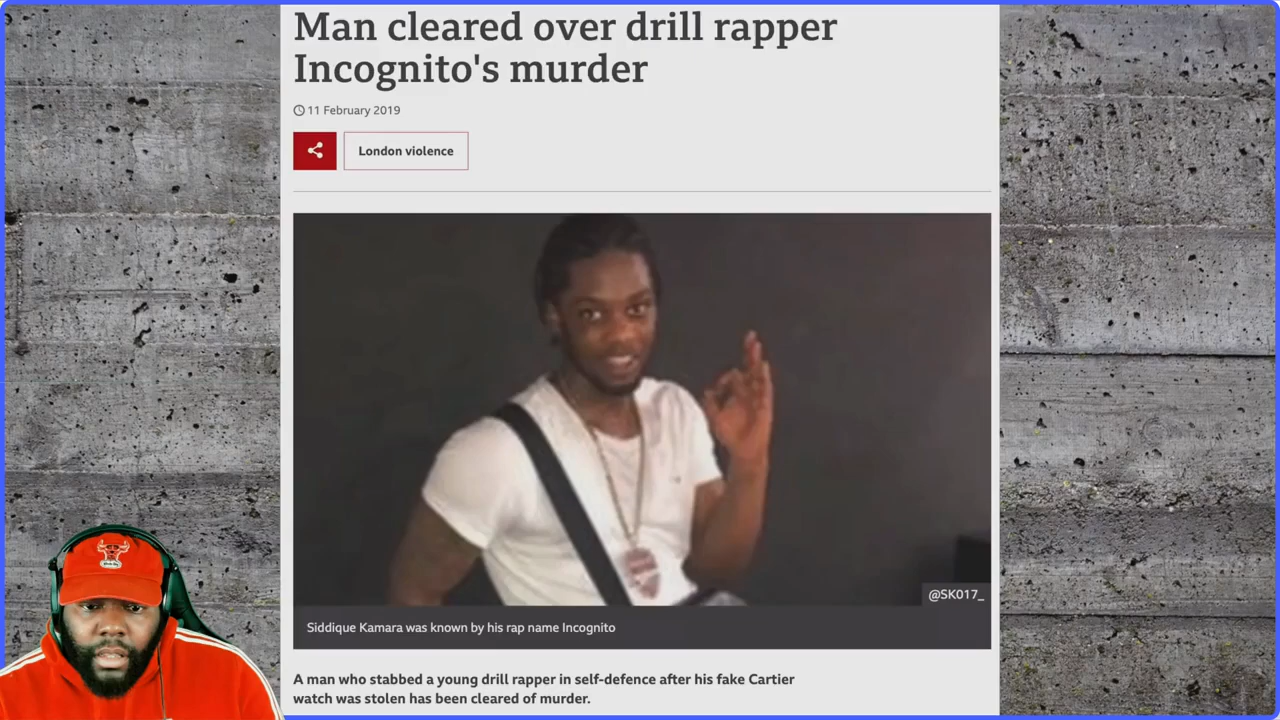 Man cleared over drill rapper
Incognito's murder
11 February 2019
London violence
@SK017_
Siddique Kamara was known by his rap name Incognito
A man who stabbed a young drill rapper in self-defence after his fake Cartier
watch was stolen has been cleared of murder.